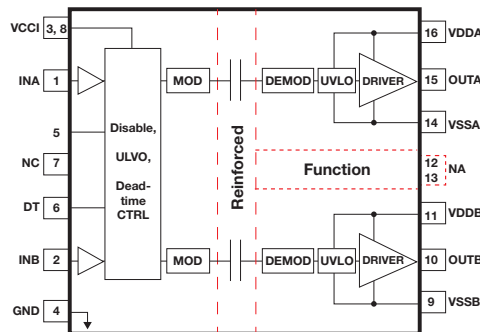 VCCI 3, 8
16 VDDA
INA 1
MOD
DEMOD UVLO DRIVER
15 OUTA
14 VSSA
5
Disable,
ULVO,
Dead-
time
CTRL
Reinforced
Function
NC 7
12
13
NA
DT 6
11 VDDB
INB 2
MOD
DEMOD UVLO DRIVER
10 OUTB
9 VSSB
GND 4